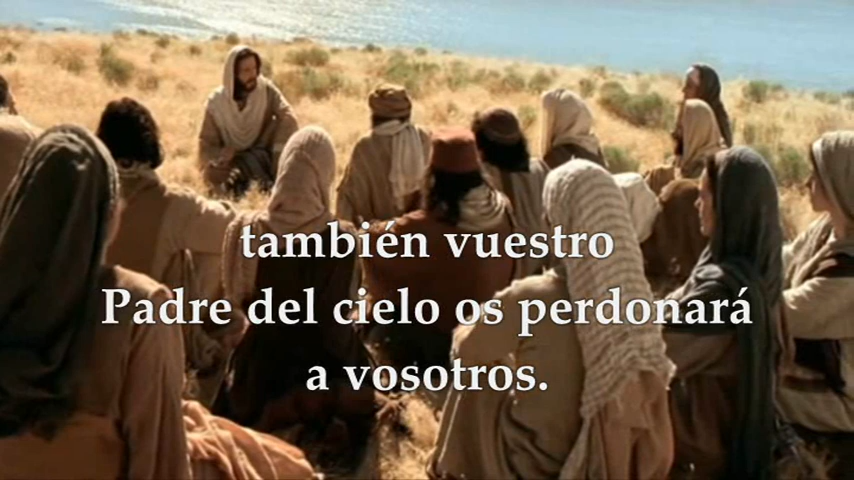 también vuestro
Padre del cielo os perdonará
a vosotros.